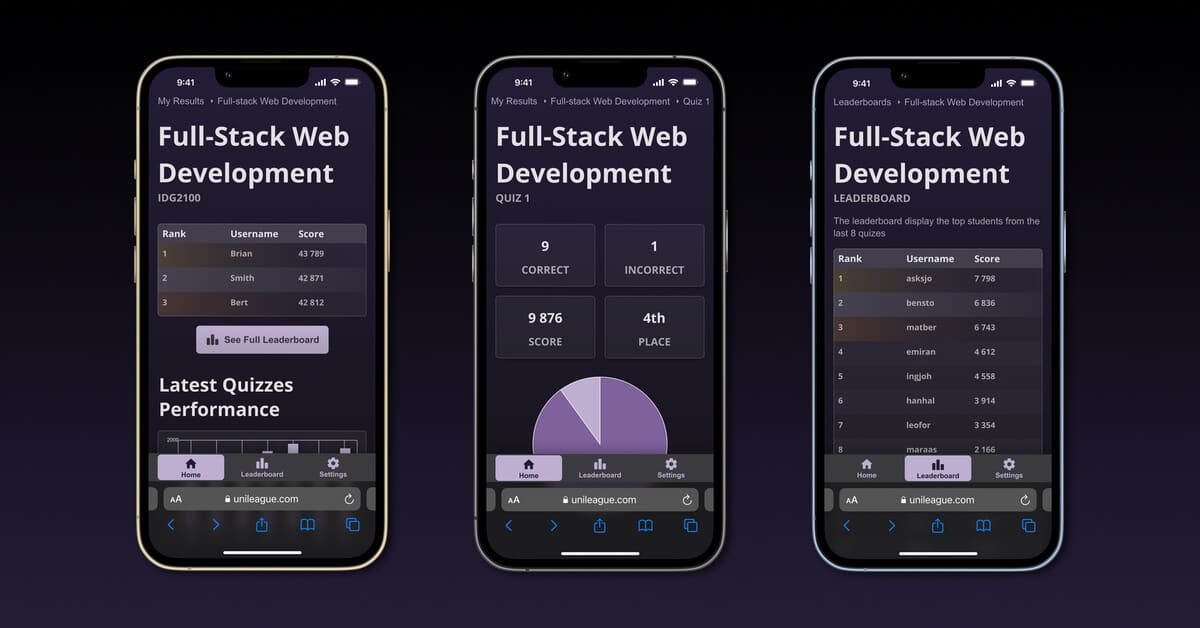 9:41
My Results • Full-stack Web Development
Full-Stack Web
Development
IDG2100
Rank Username Score
1 Brian 43 789
2 Smith 42 871
3 Bert 42 812
See Full Leaderboard
Latest Quizzes
Performance
2000
Home Leaderboard Settings
AA unileague.com
9:41
My Results • Full-stack Web Development • Quiz 1
Full-Stack Web
Development
QUIZ 1
9 1
CORRECT INCORRECT
9 876 4th
SCORE PLACE
Home Leaderboard Settings
AA unileague.com
9:41
Leaderboards • Full-stack Web Development
Full-Stack Web
Development
LEADERBOARD
The leaderboard display the top students from the
last 8 quizes
Rank Username Score
1 asksjo 7 798
2 bensto 6 836
3 matber 6 743
4 emiran 4 612
5 ingjoh 4 558
6 hanhal 3 914
7 leofor 3 354
8 maraas 2 166
Home Leaderboard Settings
AA unileague.com